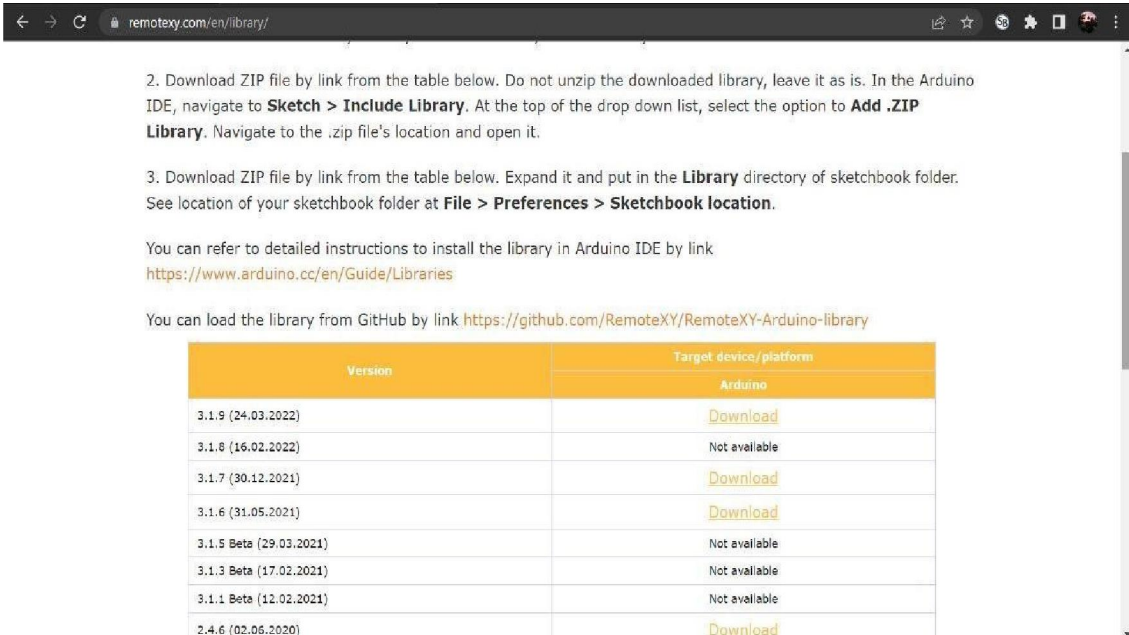 remotexy.com/en/library/
2. Download ZIP file by link from the table below. Do not unzip the downloaded library, leave it as is. In the Arduino
IDE, navigate to Sketch > Include Library. At the top of the drop down list, select the option to Add .ZIP
Library. Navigate to the .zip file's location and open it.
3. Download ZIP file by link from the table below. Expand it and put in the Library directory of sketchbook folder.
See location of your sketchbook folder at File > Preferences > Sketchbook location.
You can refer to detailed instructions to install the library in Arduino IDE by link
https://www.arduino.cc/en/Guide/Libraries
You can load the library from GitHub by link https://github.com/RemoteXY/RemoteXY-Arduino-library
Version
Target device/platform
Arduino
3.1.9 (24.03.2022) Download
3.1.8 (16.02.2022) Not available
3.1.7 (30.12.2021) Download
3.1.6 (31.05.2021) Download
3.1.5 Beta (29.03.2021) Not available
3.1.3 Beta (17.02.2021) Not available
3.1.1 Beta (12.02.2021) Not available
2.4.6 (02.06.2020) Download